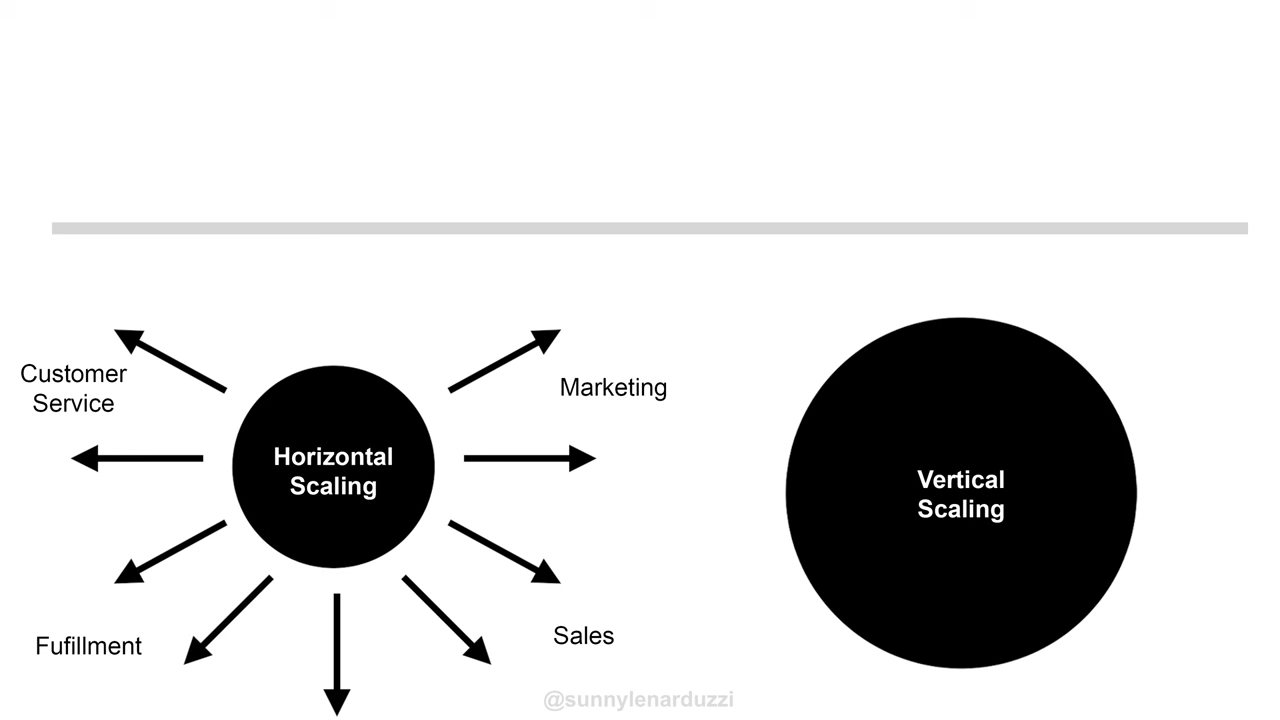 Customer
Service
Marketing
Horizontal
Scaling
Vertical
Scaling
Fufillment
Sales
@sunnylenarduzzi